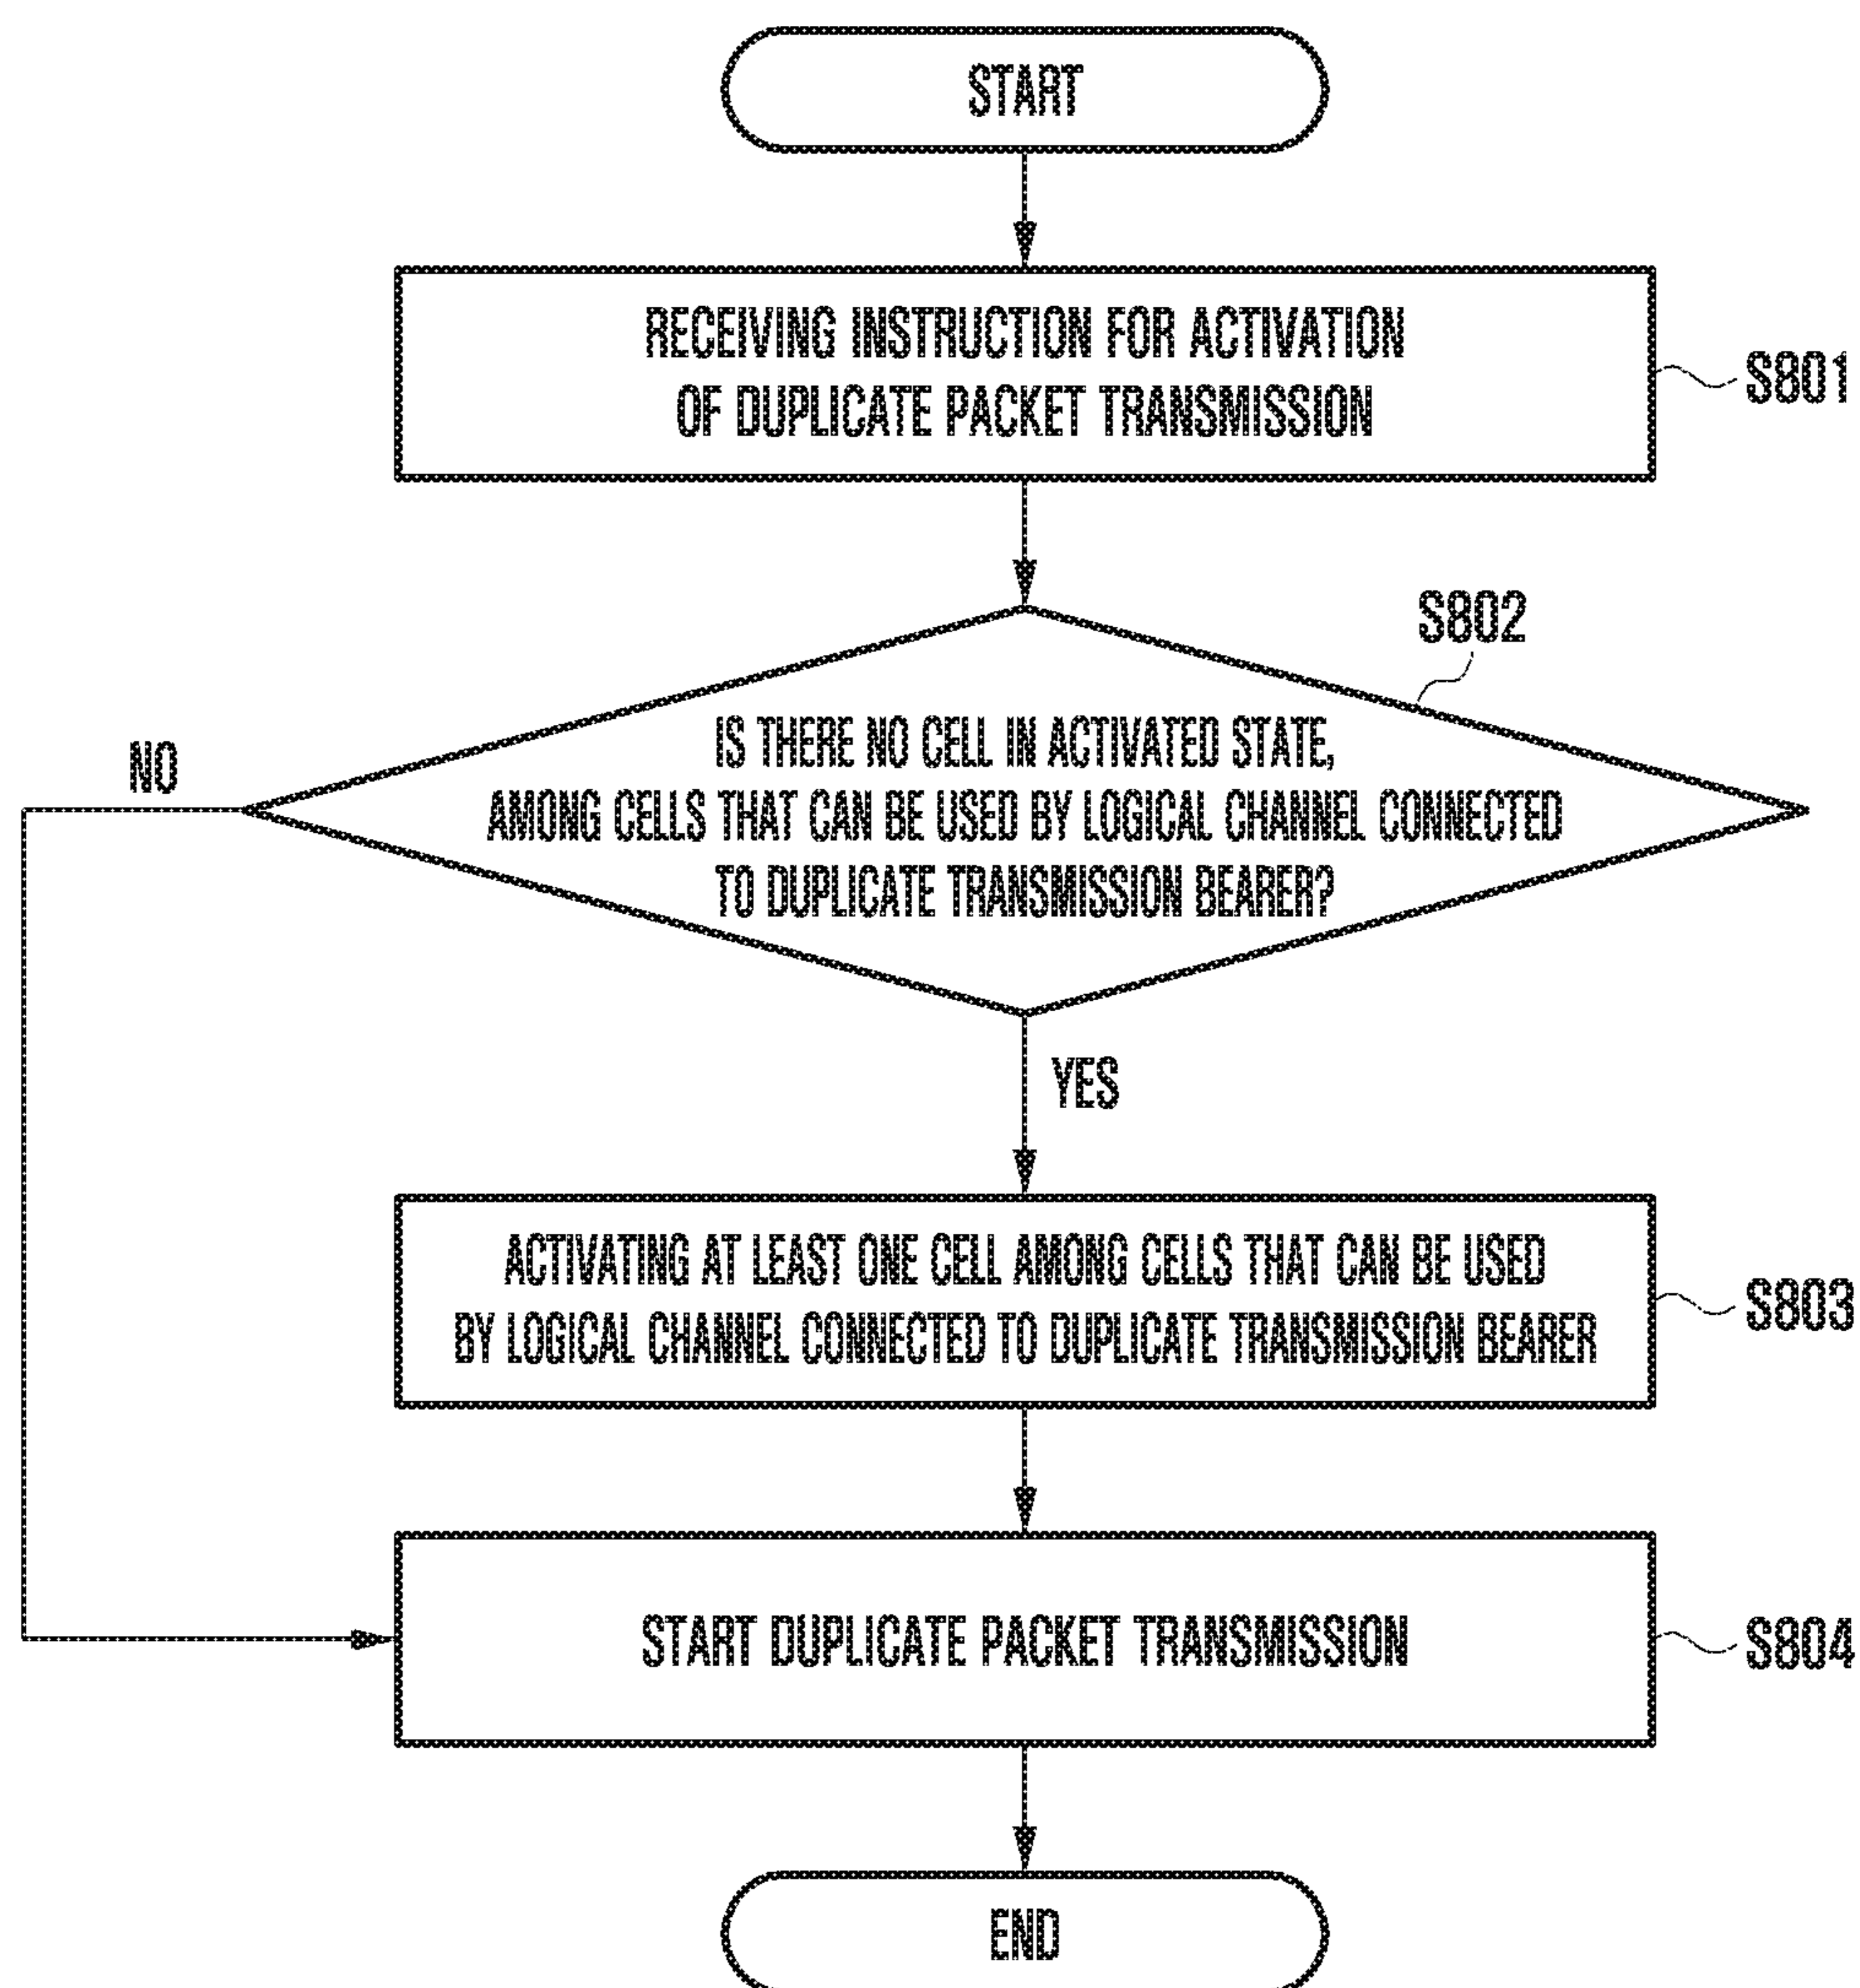 START
RECEIVING INSTRUCTION FOR ACTIVATION
OF DUPLICATE PACKET TRANSMISSION
S801
S802
IS THERE NO CELL IN ACTIVATED STATE,
AMONG CELLS THAT CAN BE USED BY LOGICAL CHANNEL CONNECTED
TO DUPLICATE TRANSMISSION BEARER?
NO
YES
ACTIVATING AT LEAST ONE CELL AMONG CELLS THAT CAN BE USED
BY LOGICAL CHANNEL CONNECTED TO DUPLICATE TRANSMISSION BEARER
S803
START DUPLICATE PACKET TRANSMISSION
S804
END